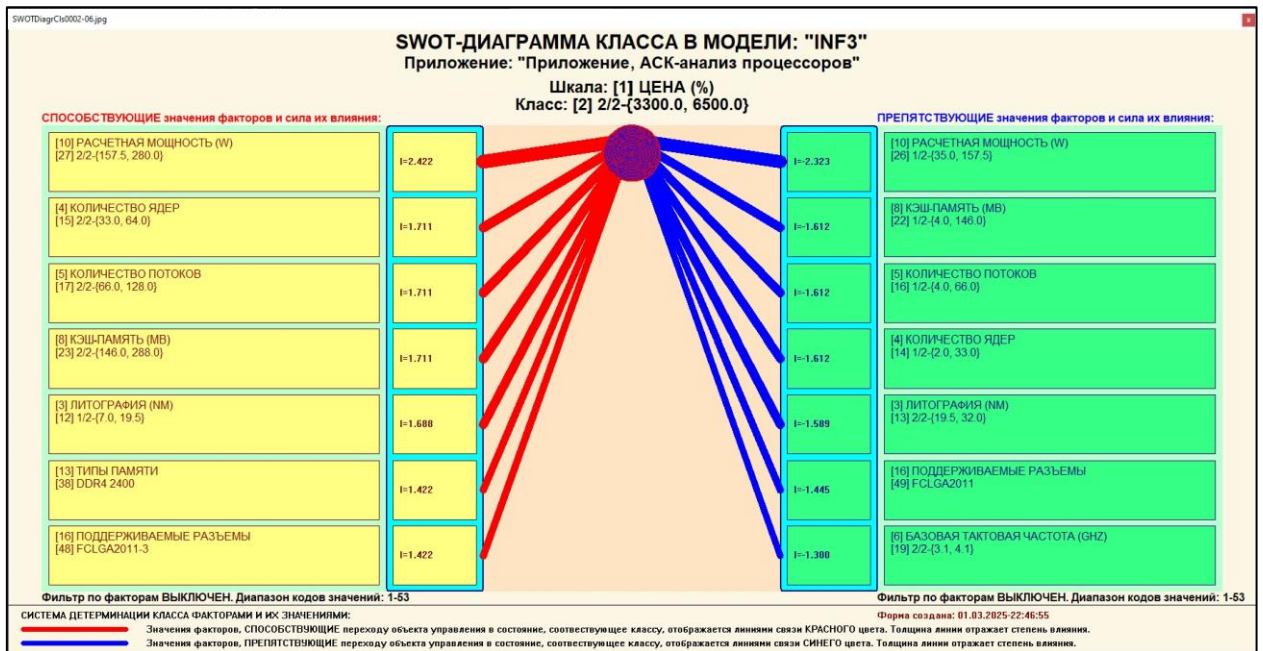 SWOTDiagrCls0002-06.jpg
SWOT-ДИАГРАММА КЛАССА В МОДЕЛИ: "INF3"
Приложение: "Приложение, АСК-анализ процессоров"
Шкала: [1] ЦЕНА (%)
Класс: [2] 2/2-{3300.0, 6500.0}
СПОСОБСТВУЮЩИЕ значения факторов и сила их влияния:
[10] РАСЧЕТНАЯ МОЩНОСТЬ (W)
[27] 2/2-{157.5, 280.0}
I=2.422
[4] КОЛИЧЕСТВО ЯДЕР
[15] 2/2-{33.0, 64.0}
I=1.711
[5] КОЛИЧЕСТВО ПОТОКОВ
[17] 2/2-{66.0, 128.0}
I=1.711
[8] КЭШ-ПАМЯТЬ (MB)
[23] 2/2-{146.0, 288.0}
I=1.711
[3] ЛИТОГРАФИЯ (NM)
[12] 1/2-{7.0, 19.5}
I=1.688
[13] ТИПЫ ПАМЯТИ
[38] DDR4 2400
I=1.422
[16] ПОДДЕРЖИВАЕМЫЕ РАЗЪЕМЫ
[48] FCLGA2011-3
I=1.422
Фильтр по факторам ВЫКЛЮЧЕН. Диапазон кодов значений: 1-53
ПРЕПЯТСТВУЮЩИЕ значения факторов и сила их влияния:
I=-2.323
[10] РАСЧЕТНАЯ МОЩНОСТЬ (W)
[26] 1/2-{35.0, 157.5}
I=-1.612
[8] КЭШ-ПАМЯТЬ (MB)
[22] 1/2-{4.0, 146.0}
I=-1.612
[5] КОЛИЧЕСТВО ПОТОКОВ
[16] 1/2-{4.0, 66.0}
I=-1.612
[4] КОЛИЧЕСТВО ЯДЕР
[14] 1/2-{2.0, 33.0}
I=-1.589
[3] ЛИТОГРАФИЯ (NM)
[13] 2/2-{19.5, 32.0}
I=-1.445
[16] ПОДДЕРЖИВАЕМЫЕ РАЗЪЕМЫ
[49] FCLGA2011
I=-1.300
[6] БАЗОВАЯ ТАКТОВАЯ ЧАСТОТА (GHZ)
[19] 2/2-{3.1, 4.1}
Фильтр по факторам ВЫКЛЮЧЕН. Диапазон кодов значений: 1-53
СИСТЕМА ДЕТЕРМИНАЦИИ КЛАССА ФАКТОРАМИ И ИХ ЗНАЧЕНИЯМИ:
Форма создана: 01.03.2025-22:46:55
Значения факторов, СПОСОБСТВУЮЩИЕ переходу объекта управления в состояние, соотвествующее классу, отображается линиями связи КРАСНОГО цвета. Толщина линии отражает степень влияния.
Значения факторов, ПРЕПЯТСТВУЮЩИЕ переходу объекта управления в состояние, соотвествующее классу, отображается линиями связи СИНЕГО цвета. Толщина линии отражает степень влияния.